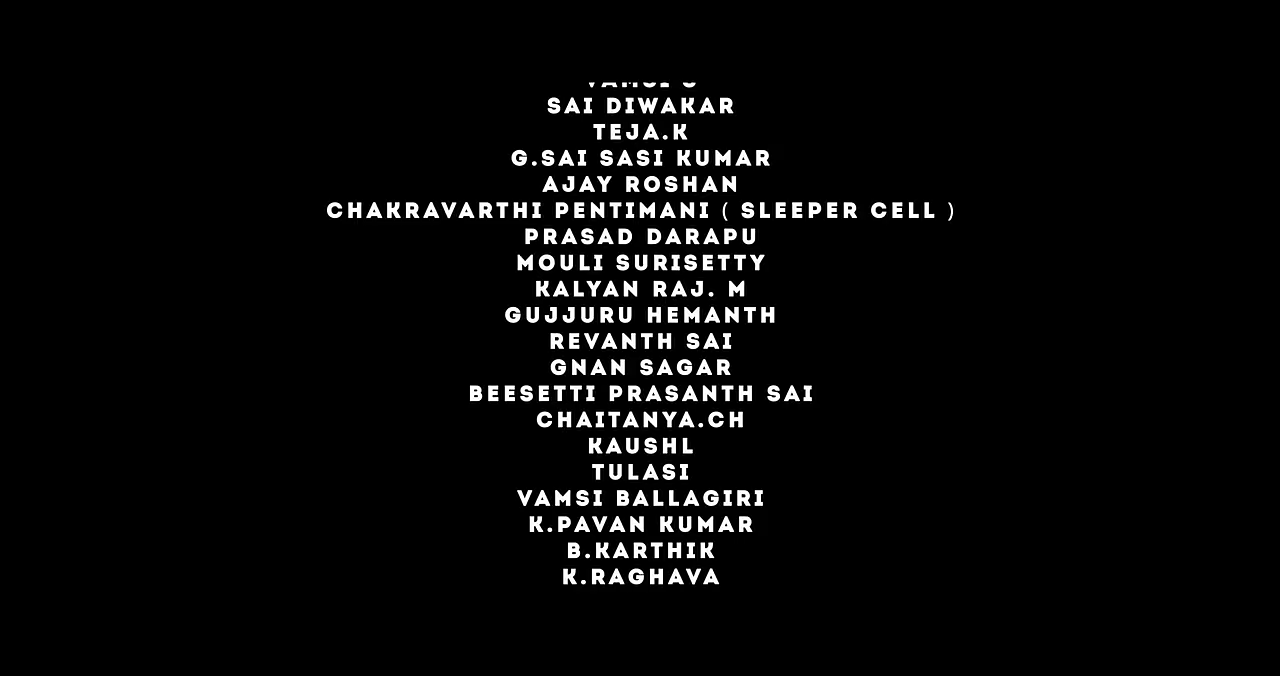 SAI DIWAKAR
TEJA.K
G.SAI SASI KUMAR
AJAY ROSHAN
CHAKRAVARTHI PENTIMANI ( SLEEPER CELL )
PRASAD DARAPU
MOULI SURISETTY
KALYAN RAJ. M
GUJJURU HEMANTH
REVANTH SAI
GNAN SAGAR
BEESETTI PRASANTH SAI
CHAITANYA.CH
KAUSHL
TULASI
VAMSI BALLAGIRI
K.PAVAN KUMAR
B.KARTHIK
K.RAGHAVA